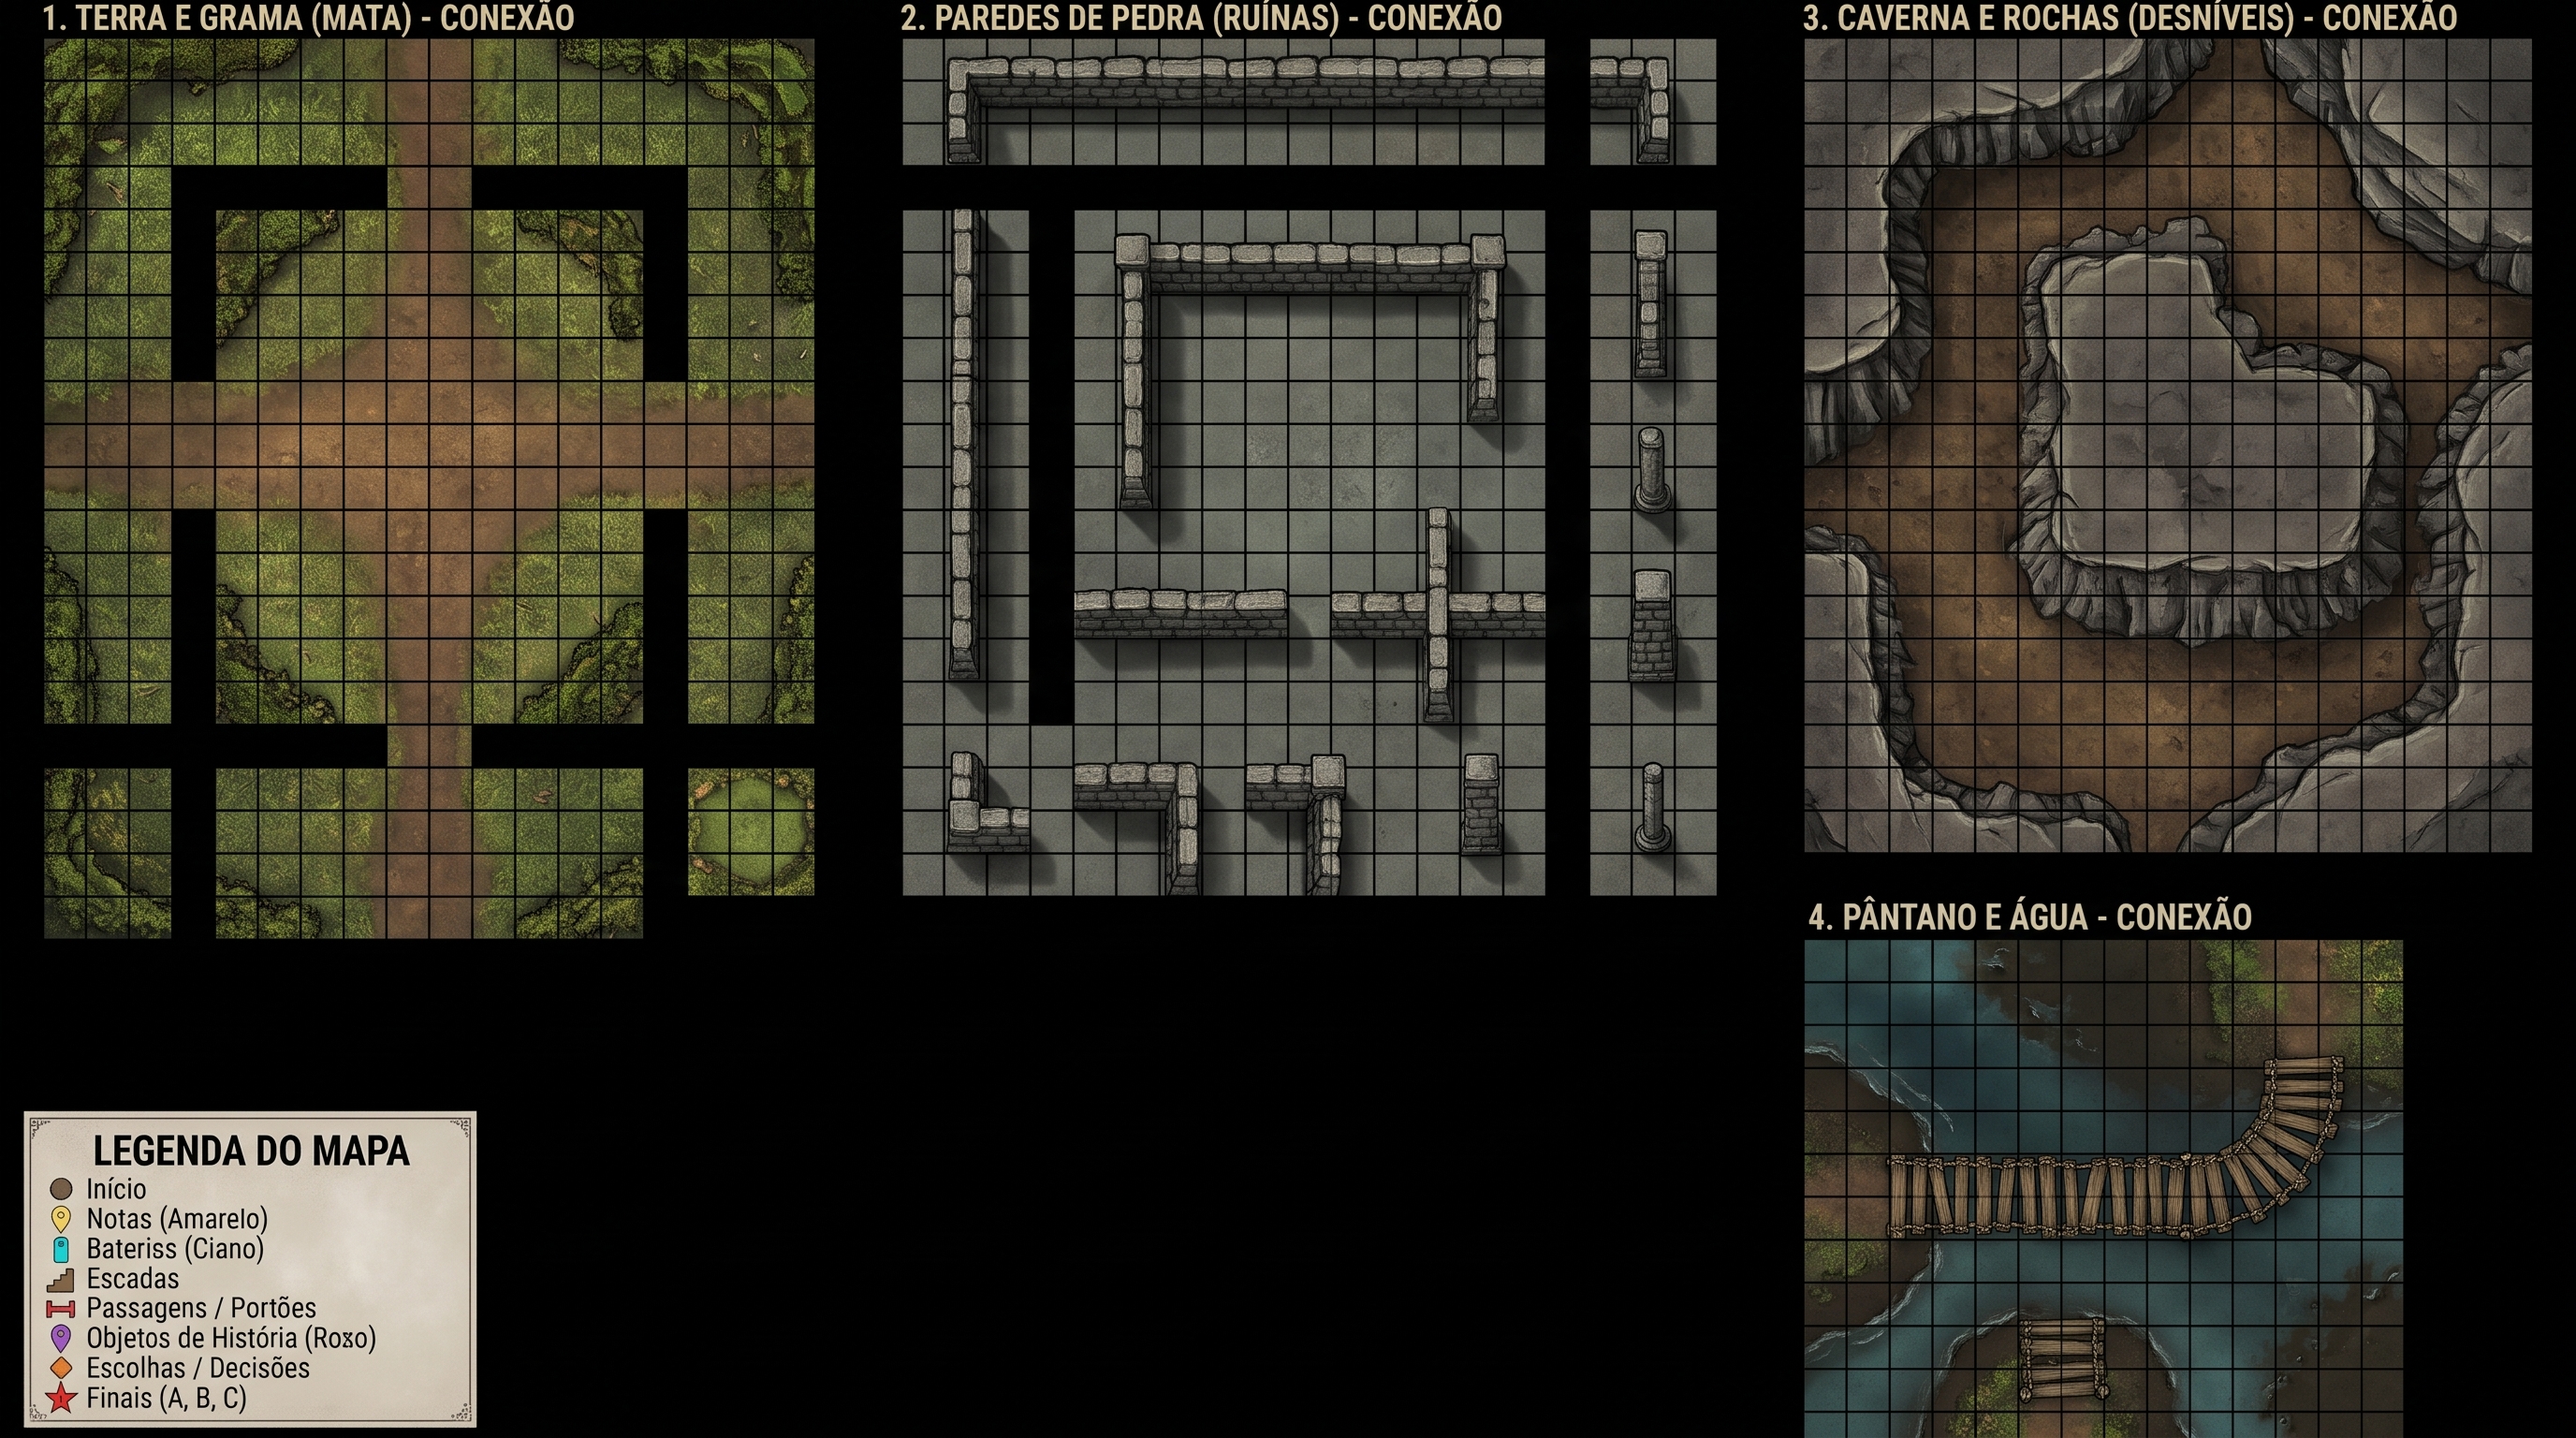 1. TERRA E GRAMA (MATA) - CONEXÃO
2. PAREDES DE PEDRA (RUÍNAS) - CONEXÃO
3. CAVERNA E ROCHAS (DESNÍVEIS) - CONEXÃO
4. PÂNTANO E ÁGUA - CONEXÃO
LEGENDA DO MAPA
Início
Notas (Amarelo)
Bateriss (Ciano)
Escadas
Passagens / Portões
Objetos de História (Roxo)
Escolhas / Decisões
Finais (A, B, C)